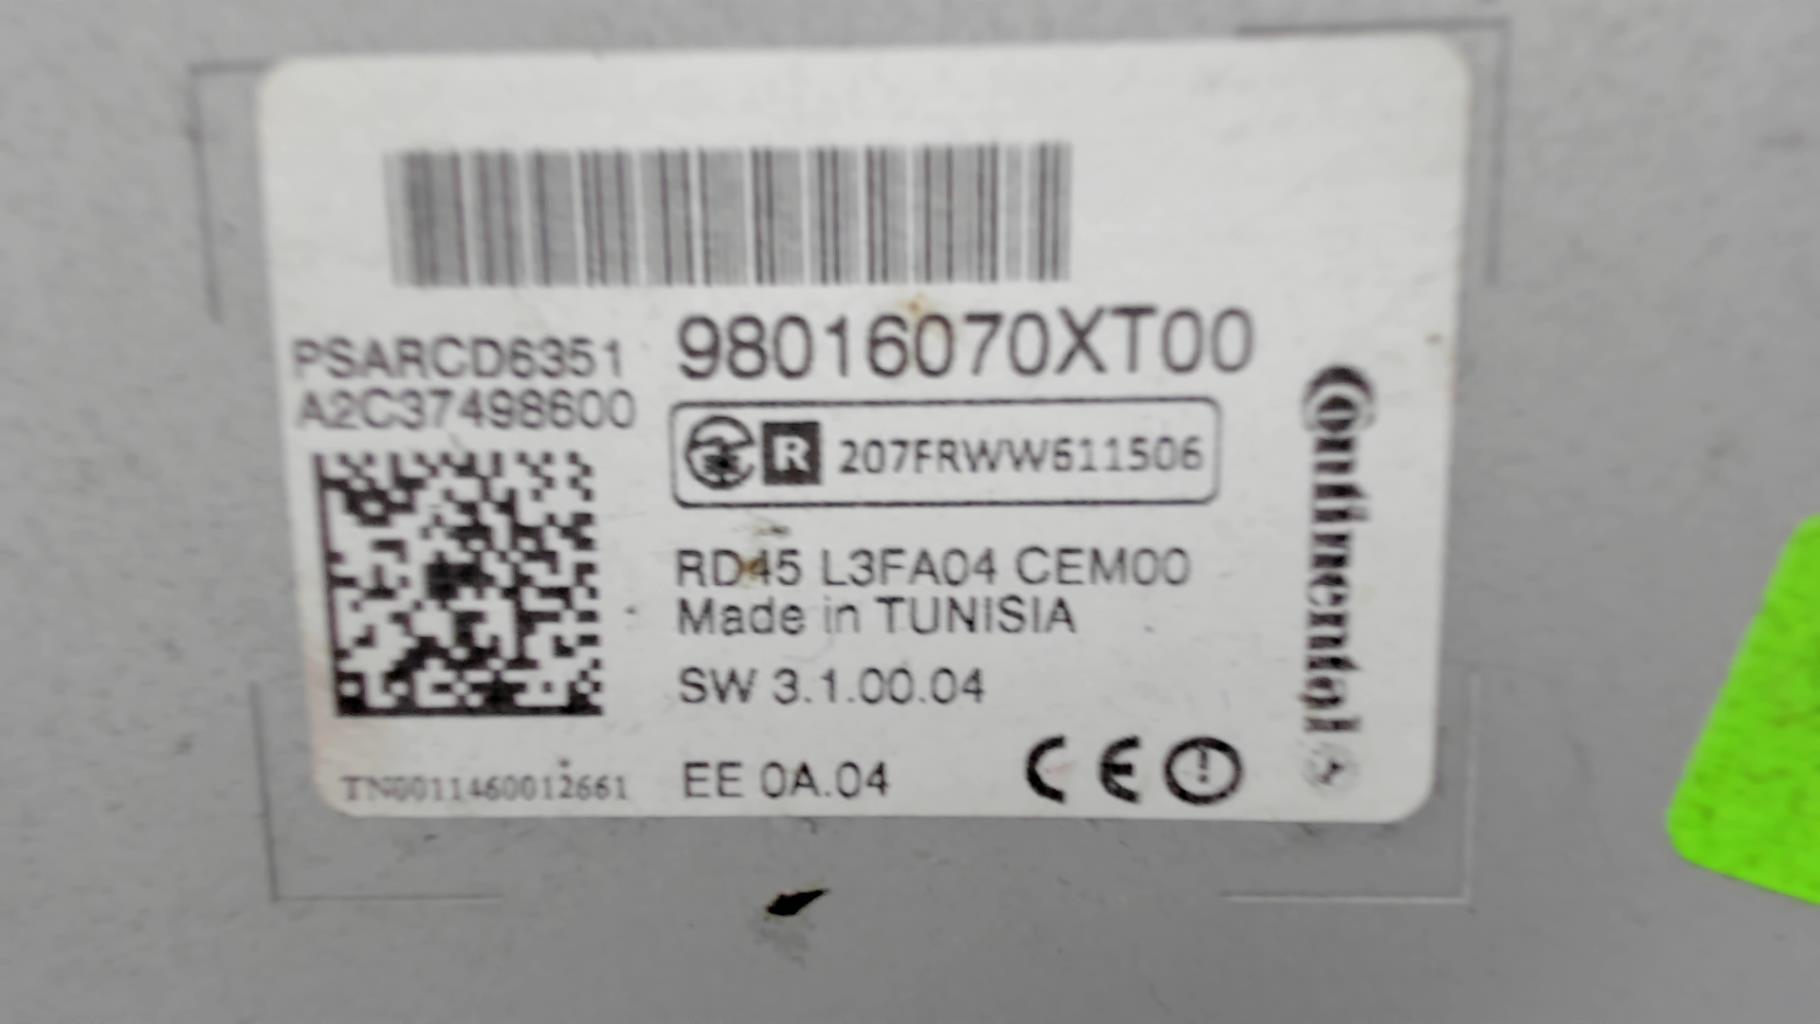 98016070XT00
PSARCD6351
A2C37498600
R 207FRWW611506
RD45 L3FA04 CEM00
Made in TUNISIA
SW 3.1.00.04
TN0011460012661
EE 0A.04
CE
Continental